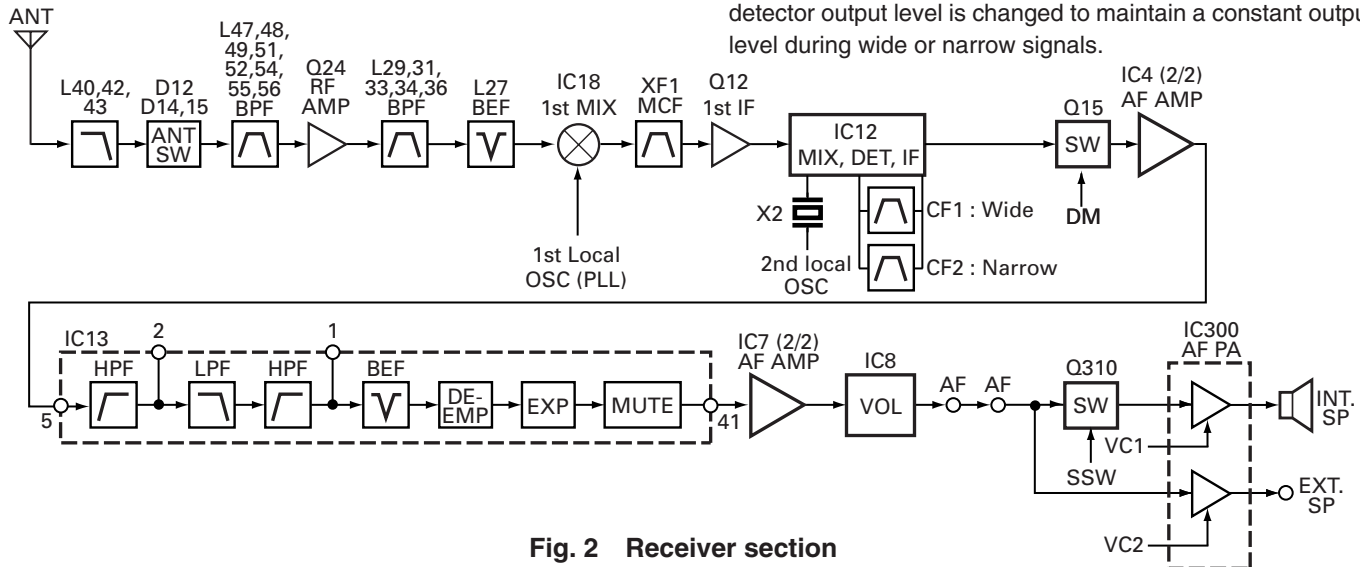 detector output level is changed to maintain a constant outpu
level during wide or narrow signals.
ANT
L40,42,
43
D12
D14,15
ANT
SW
L47,48,
49,51,
52,54,
55,56
BPF
Q24
RF
AMP
L29,31,
33,34,36
BPF
L27
BEF
IC18
1st MIX
1st Local
OSC (PLL)
XF1
MCF
Q12
1st IF
IC12
MIX, DET, IF
X2
2nd local
OSC
CF1 : Wide
CF2 : Narrow
Q15
SW
DM
IC4 (2/2)
AF AMP
IC13
5
HPF
2
LPF
HPF
1
BEF
DE-
EMP
EXP
MUTE
41
IC7 (2/2)
AF AMP
IC8
VOL
AF
AF
Q310
SW
SSW
IC300
AF PA
VC1
INT.
SP
VC2
EXT.
SP
Fig. 2 Receiver section